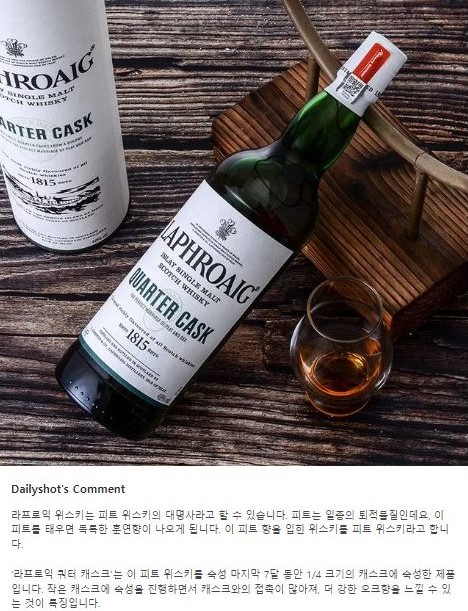 PHROAIG
ISLAY SINGLE MALT
SCOTCH WHISKY
QUARTER CASK
1815
LAPHROAIG
ISLAY SINGLE MALT
SCOTCH WHISKY
QUARTER CASK
ESTD 1815 ESTD
48%
Dailyshot's Comment
라프로익 위스키는 피트 위스키의 대명사라고 할 수 있습니다. 피트는 일종의 퇴적물질인데요, 이
피트를 태우면 독특한 훈연향이 나오게 됩니다. 이 피트 향을 입힌 위스키를 피트 위스키라고 합니
다.
'라프로익 쿼터 캐스크'는 이 피트 위스키를 숙성 마지막 7달 동안 1/4 크기의 캐스크에 숙성한 제품
입니다. 작은 캐스크에 숙성을 진행하면서 캐스크와의 접촉이 많아져, 더 강한 오크향을 느낄 수 있
는 것이 특징입니다.